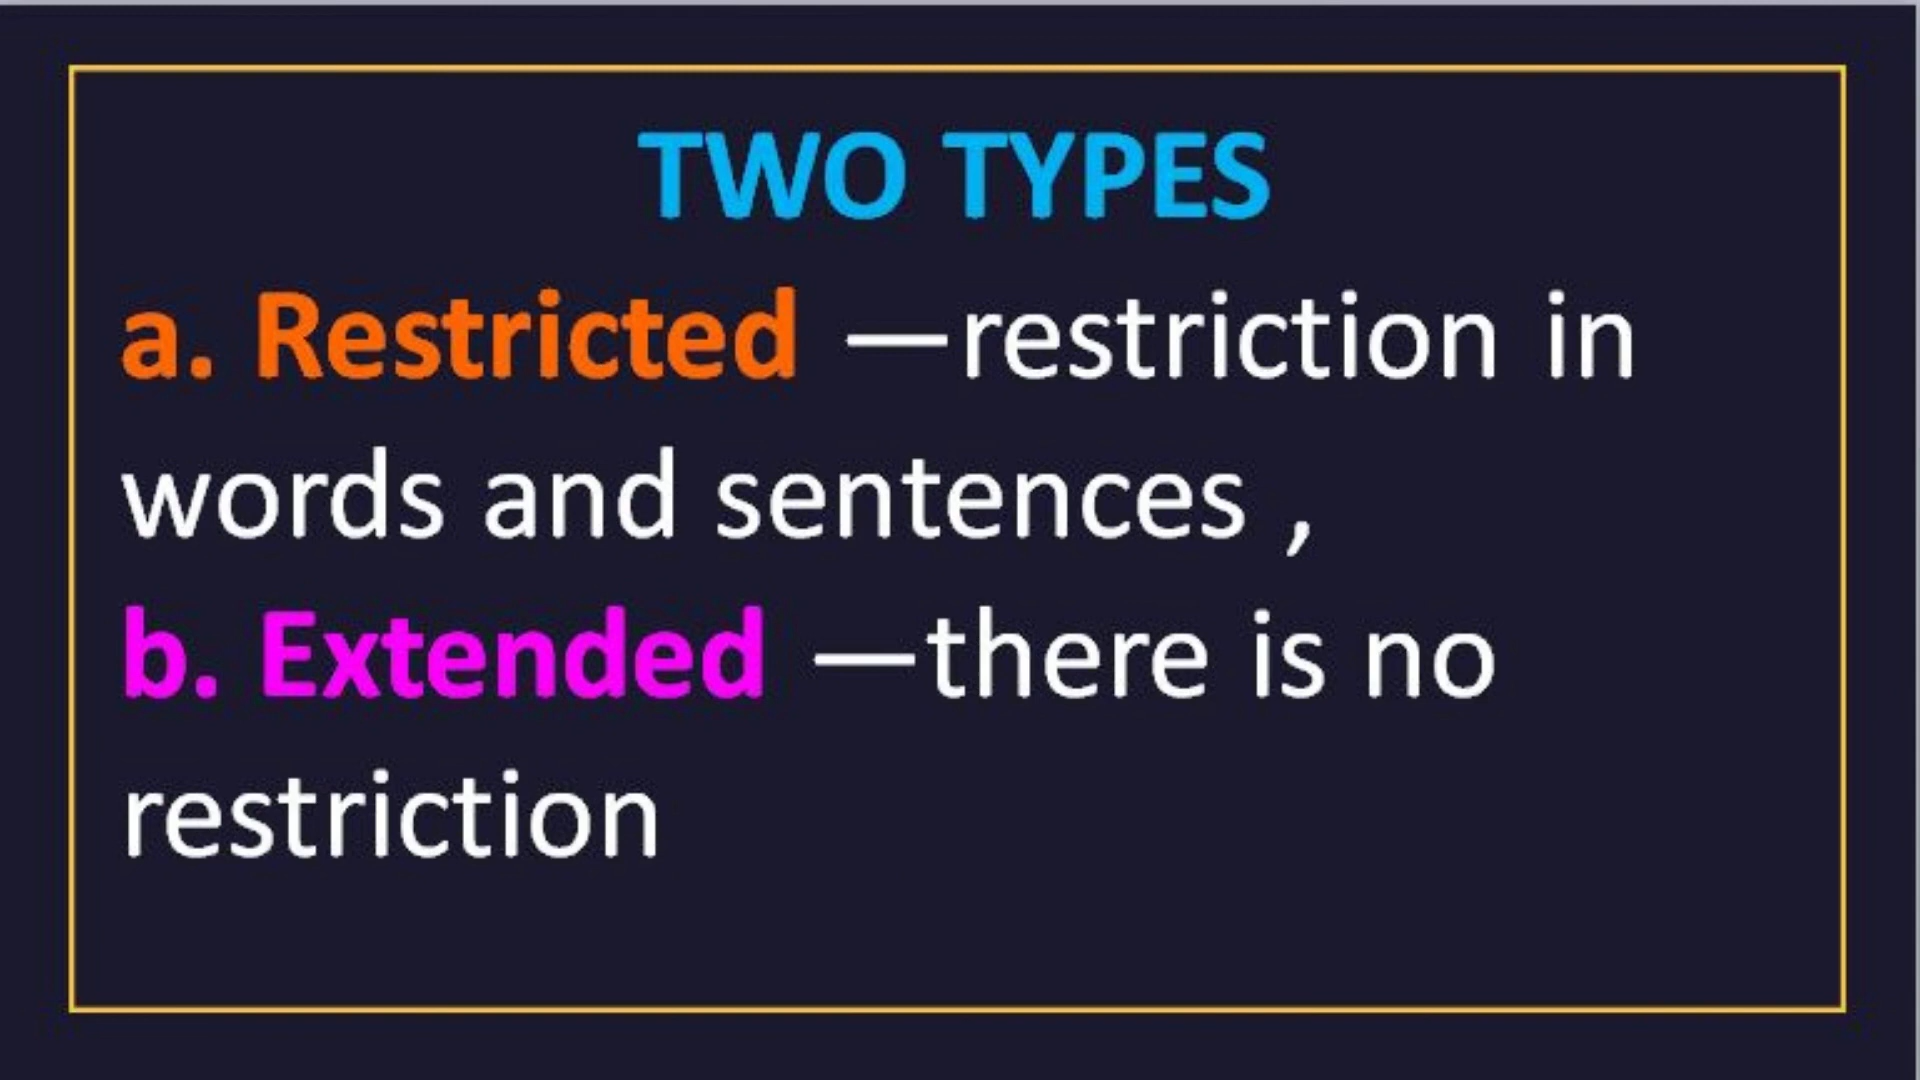 TWO TYPES
a. Restricted —restriction in
words and sentences ,
b. Extended —there is no
restriction